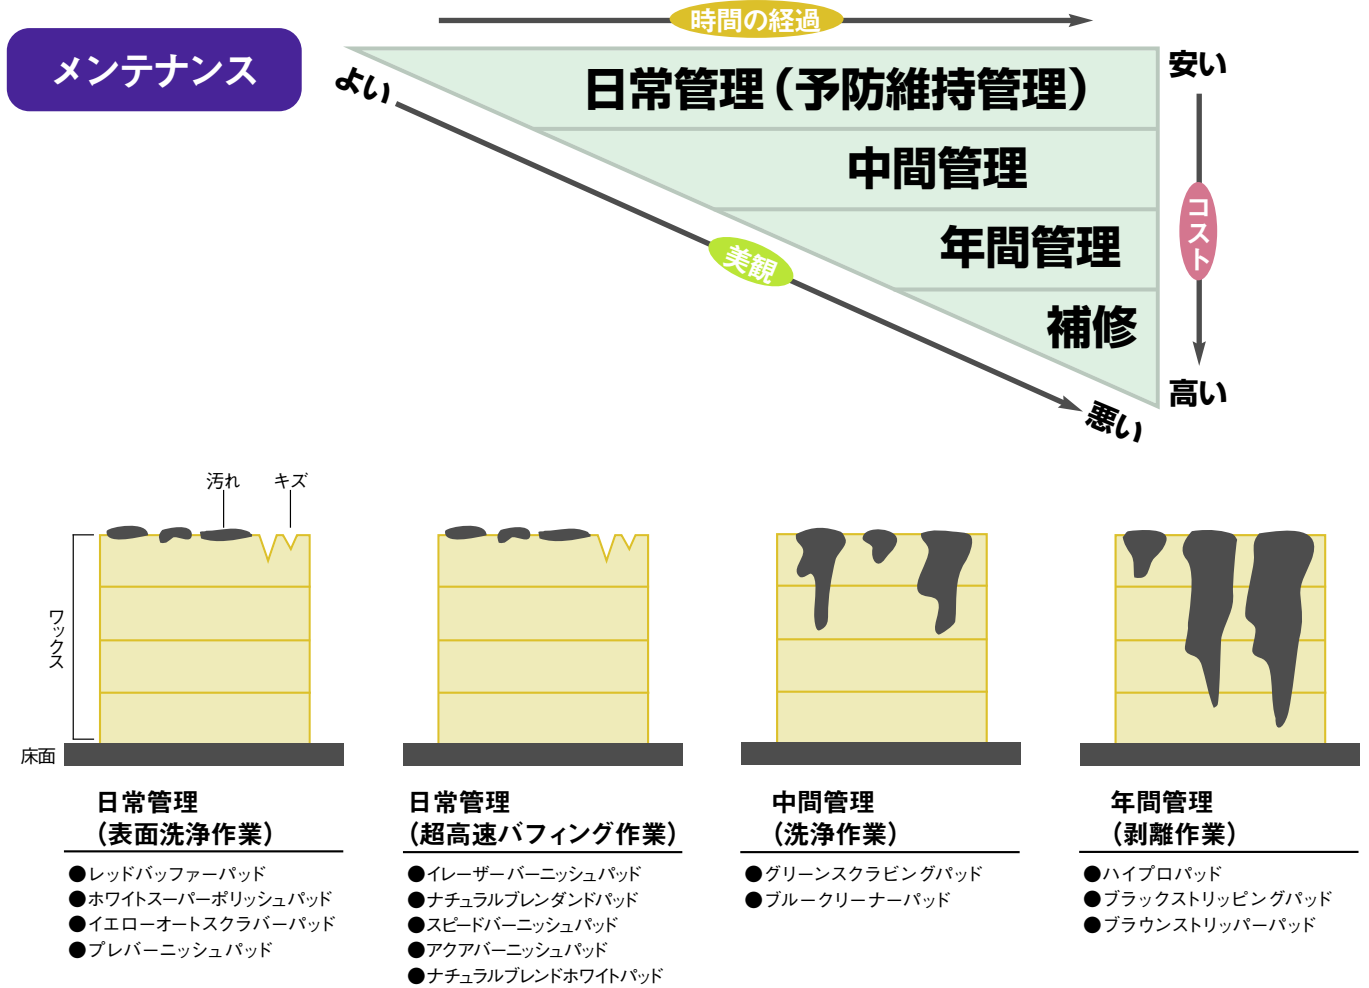 時間の経過
メンテナンス
よい
日常管理（予防維持管理）
安い
中間管理
コスト
年間管理
美観
補修
高い
悪い
汚れ
キズ
ワックス
床面
日常管理
（表面洗浄作業）
●レッドバッファーパッド
●ホワイトスーパーポリッシュパッド
●イエローオートスクラバーパッド
●プレバーニッシュパッド
日常管理
（超高速バフィング作業）
●イレーザーバーニッシュパッド
●ナチュラルブレンダンドパッド
●スピードバーニッシュパッド
●アクアバーニッシュパッド
●ナチュラルブレンドホワイトパッド
中間管理
（洗浄作業）
●グリーンスクラビングパッド
●ブルークリーナーパッド
年間管理
（剥離作業）
●ハイプロパッド
●ブラックストリッピングパッド
●ブラウンストリッパーパッド